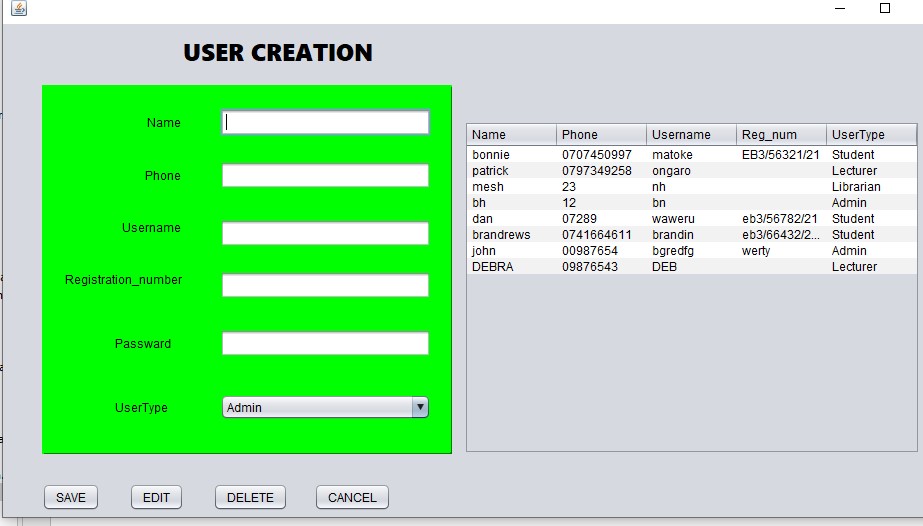 USER CREATION
Name
Phone
Username
Registration_number
Passward
UserType Admin
Name Phone Username Reg_num UserType
bonnie 0707450997 matoke EB3/56321/21 Student
patrick 0797349258 ongaro Lecturer
mesh 23 nh Librarian
bh 12 bn Admin
dan 07289 waweru eb3/56782/21 Student
brandrews 0741664611 brandin eb3/66432/2... Student
john 00987654 bgredfg werty Admin
DEBRA 09876543 DEB Lecturer
SAVE EDIT DELETE CANCEL